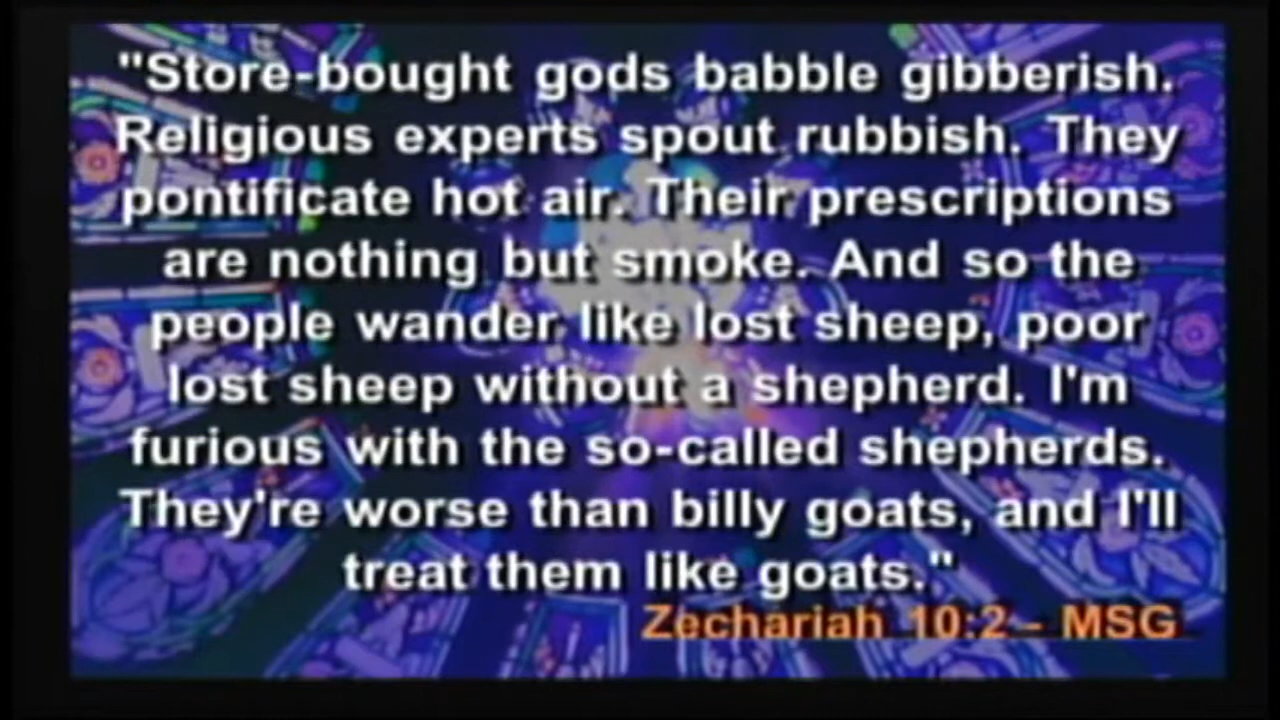 "Store-bought gods babble gibberish.
Religious experts spout rubbish. They
pontificate hot air. Their prescriptions
are nothing but smoke. And so the
people wander like lost sheep, poor
lost sheep without a shepherd. I'm
furious with the so-called shepherds.
They're worse than billy goats, and I'll
treat them like goats."
Zechariah 10:2 - MSG